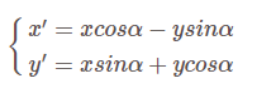 x′ = xcosα − ysinα
y′ = xsinα + ycosα